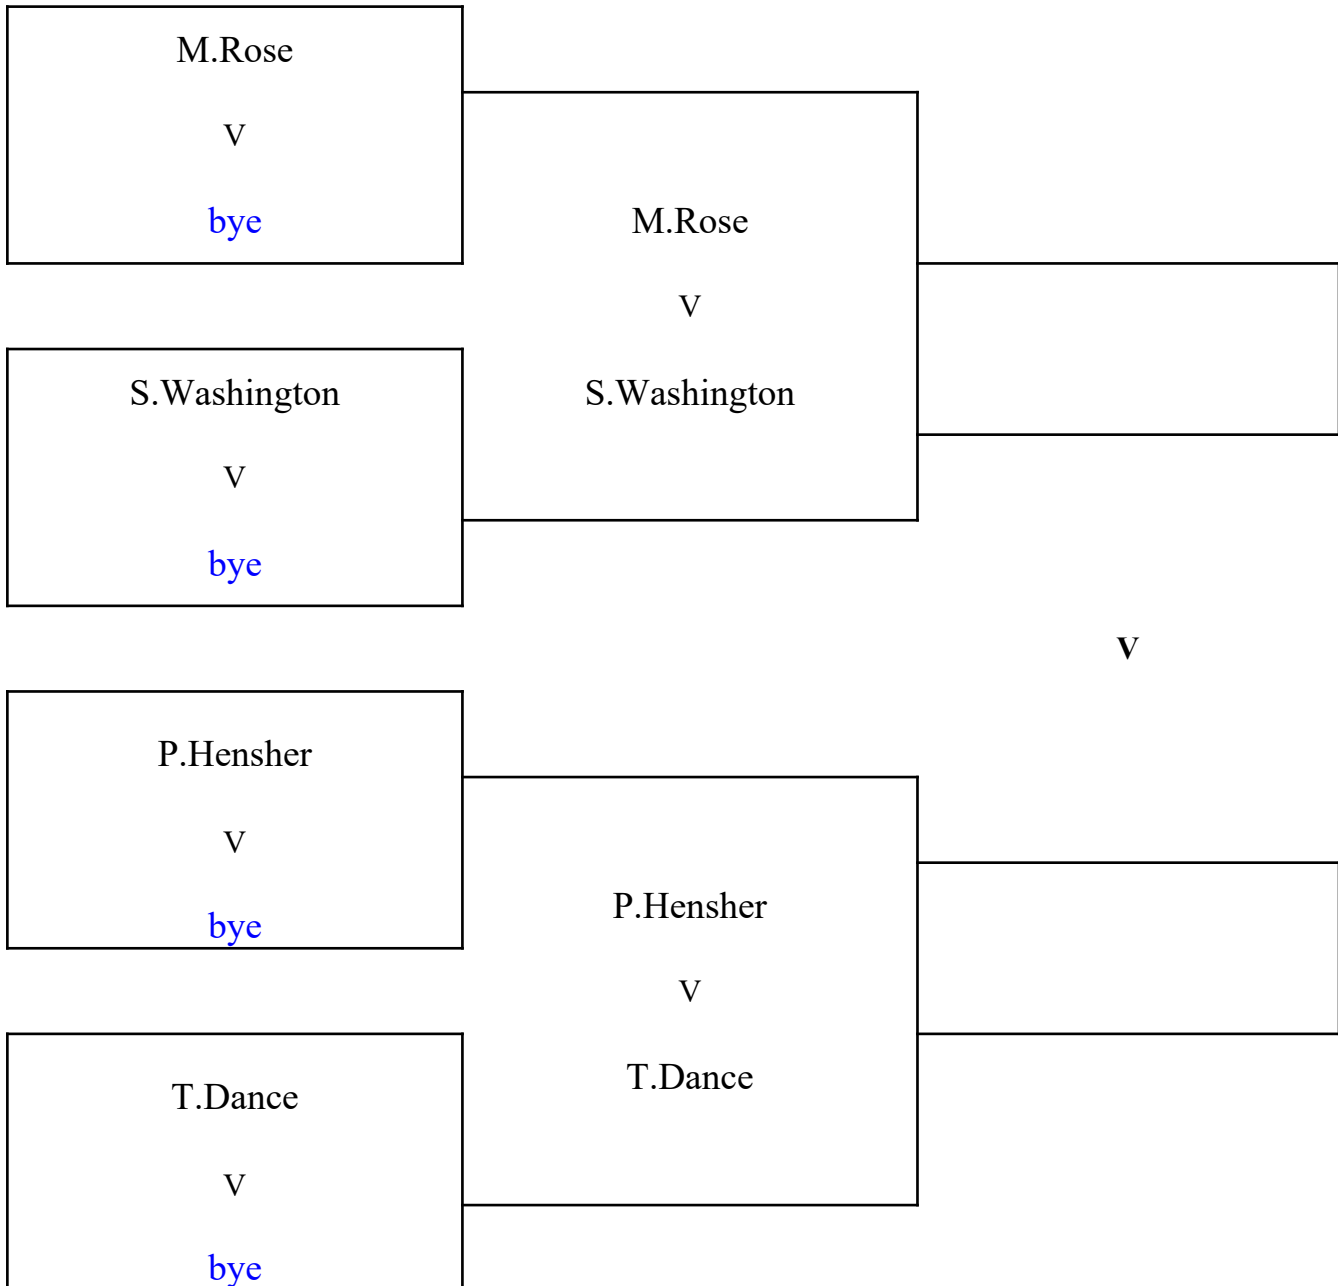 M.Rose
V
bye
S.Washington
V
bye
P.Hensher
V
bye
T.Dance
V
bye
M.Rose
V
S.Washington
P.Hensher
V
T.Dance
V